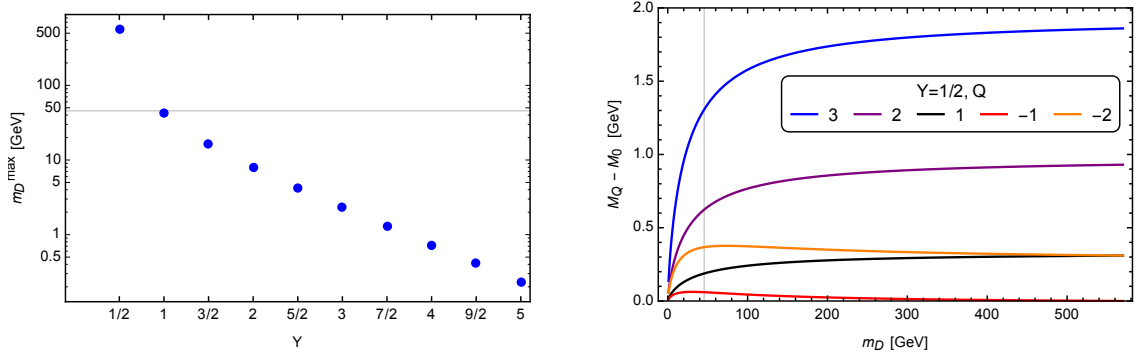 500
100
50
10
5
1
0.5
m_D^max [GeV]
1/2 1 3/2 2 5/2 3 7/2 4 9/2 5
Y
2.0
1.5
1.0
0.5
0.0
M_Q − M_0 [GeV]
Y=1/2, Q
3 2 1 −1 −2
0 100 200 300 400 500
m_D [GeV]